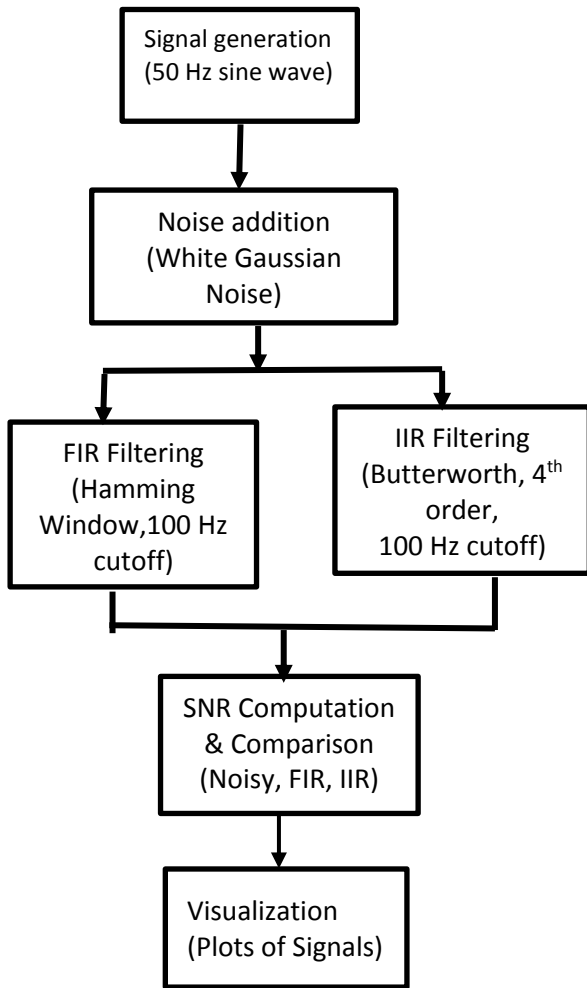 Signal generation
(50 Hz sine wave)
Noise addition
(White Gaussian
Noise)
FIR Filtering
(Hamming
Window,100 Hz
cutoff)
IIR Filtering
(Butterworth, 4th
order,
100 Hz cutoff)
SNR Computation
& Comparison
(Noisy, FIR, IIR)
Visualization
(Plots of Signals)